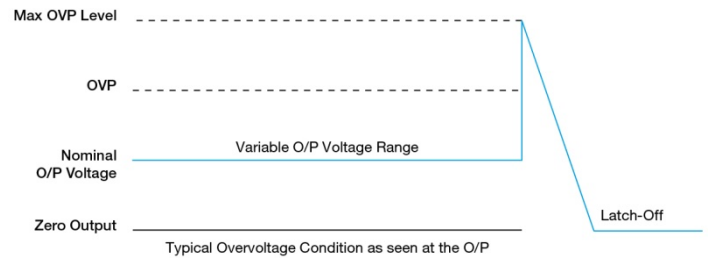 Max OVP Level
OVP
Variable O/P Voltage Range
Nominal
O/P Voltage
Latch-Off
Zero Output
Typical Overvoltage Condition as seen at the O/P